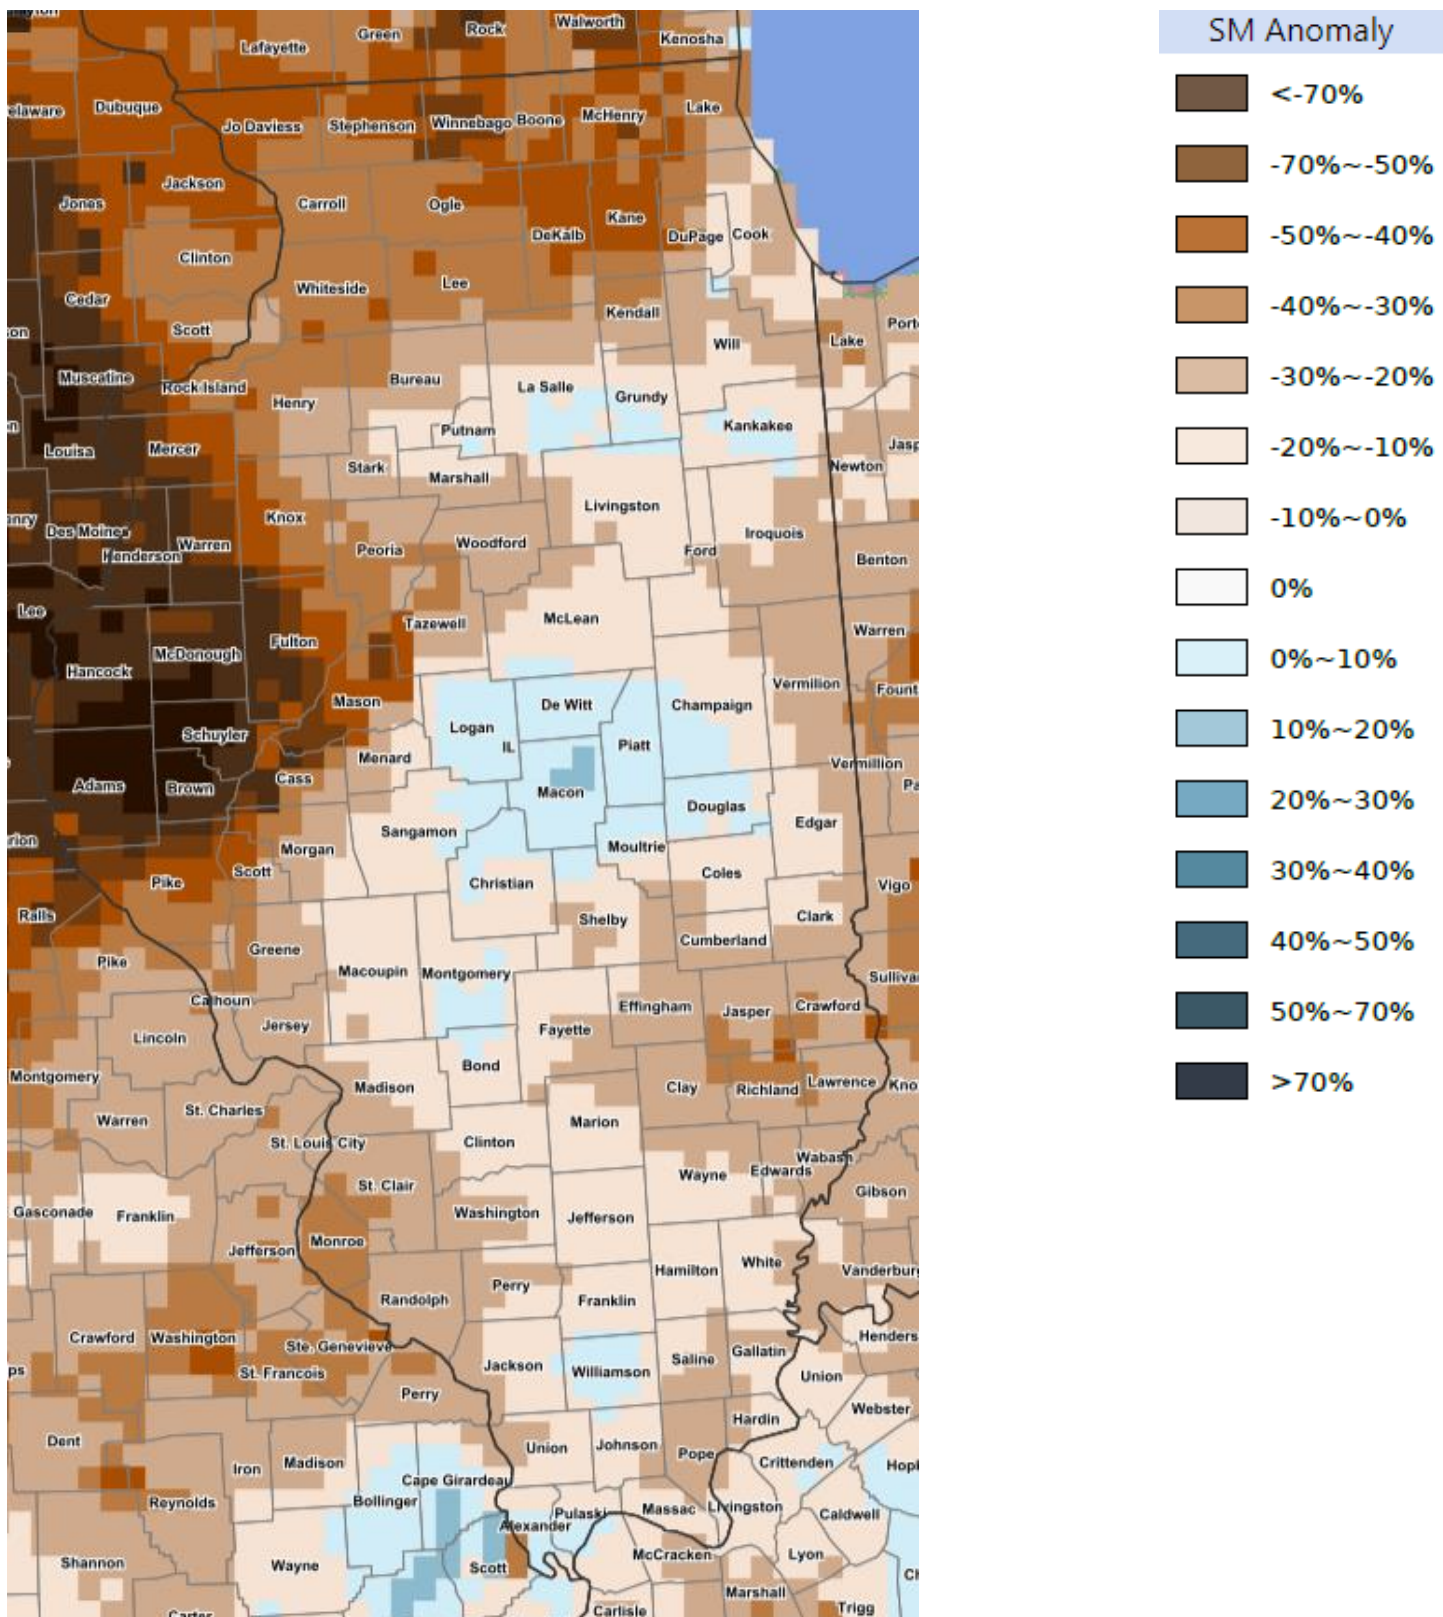 Lafayette
Green
Rock
Walworth
Kenosha
Dubuque
Jo Daviess
Stephenson
Winnebago
Boone
McHenry
Lake
Jackson
Jones
Carroll
Ogle
Kane
DeKalb
DuPage
Cook
Clinton
Whiteside
Lee
Cedar
Scott
Kendall
Will
Lake
Muscatine
Rock Island
Bureau
La Salle
Grundy
Henry
Putnam
Kankakee
Louisa
Mercer
Stark
Marshall
Newton
Livingston
Knox
Des Moines
Henderson
Warren
Peoria
Woodford
Ford
Iroquois
Benton
Lee
McLean
Tazewell
Warren
Fulton
McDonough
Hancock
Mason
Vermilion
De Witt
Champaign
Logan
IL
Piatt
Schuyler
Menard
Vermillion
Adams
Brown
Cass
Macon
Douglas
Edgar
Sangamon
Moultrie
Morgan
Scott
Coles
Pike
Christian
Vigo
Ralls
Shelby
Clark
Cumberland
Greene
Pike
Macoupin
Montgomery
Calhoun
Effingham
Jasper
Crawford
Jersey
Fayette
Lincoln
Bond
Montgomery
Madison
Clay
Richland
Lawrence
St. Charles
Warren
Marion
St. Louis City
Clinton
Wabash
Edwards
Wayne
St. Clair
Gibson
Gasconade
Franklin
Washington
Jefferson
Jefferson
Monroe
Hamilton
White
Perry
Randolph
Franklin
Crawford
Washington
Ste. Genevieve
St. Francois
Jackson
Williamson
Saline
Gallatin
Union
Perry
Webster
Hardin
Dent
Union
Johnson
Pope
Crittenden
Iron
Madison
Cape Girardeau
Reynolds
Bollinger
Pulaski
Massac
Livingston
Caldwell
Alexander
Shannon
Wayne
Scott
McCracken
Lyon
Marshall
Carlisle
Trigg
SM Anomaly
<-70%
-70%~-50%
-50%~-40%
-40%~-30%
-30%~-20%
-20%~-10%
-10%~0%
0%
0%~10%
10%~20%
20%~30%
30%~40%
40%~50%
50%~70%
>70%